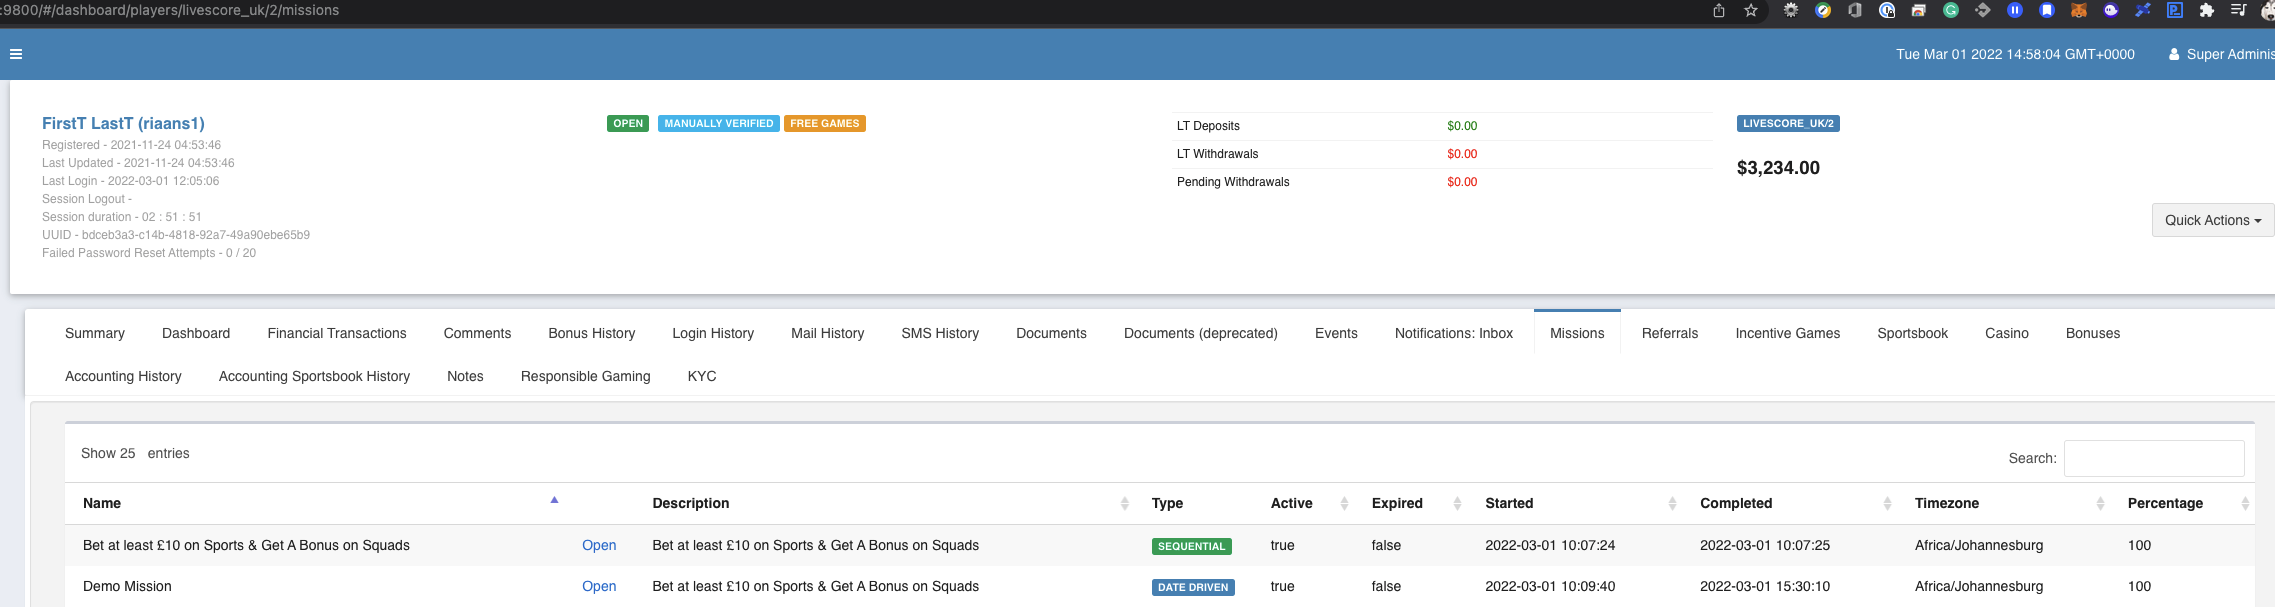 :9800/#/dashboard/players/livescore_uk/2/missions
Tue Mar 01 2022 14:58:04 GMT+0000 Super Adminis
FirstT LastT (riaans1)
Registered - 2021-11-24 04:53:46
Last Updated - 2021-11-24 04:53:46
Last Login - 2022-03-01 12:05:06
Session Logout -
Session duration - 02 : 51 : 51
UUID - bdceb3a3-c14b-4818-92a7-49a90ebe65b9
Failed Password Reset Attempts - 0 / 20
OPEN MANUALLY VERIFIED FREE GAMES
LT Deposits $0.00
LT Withdrawals $0.00
Pending Withdrawals $0.00
LIVESCORE_UK/2
$3,234.00
Quick Actions
Summary Dashboard Financial Transactions Comments Bonus History Login History Mail History SMS History Documents Documents (deprecated) Events Notifications: Inbox Missions Referrals Incentive Games Sportsbook Casino Bonuses
Accounting History Accounting Sportsbook History Notes Responsible Gaming KYC
Show 25 entries
Search:
Name Description Type Active Expired Started Completed Timezone Percentage
Bet at least £10 on Sports & Get A Bonus on Squads Open Bet at least £10 on Sports & Get A Bonus on Squads SEQUENTIAL true false 2022-03-01 10:07:24 2022-03-01 10:07:25 Africa/Johannesburg 100
Demo Mission Open Bet at least £10 on Sports & Get A Bonus on Squads DATE DRIVEN true false 2022-03-01 10:09:40 2022-03-01 15:30:10 Africa/Johannesburg 100